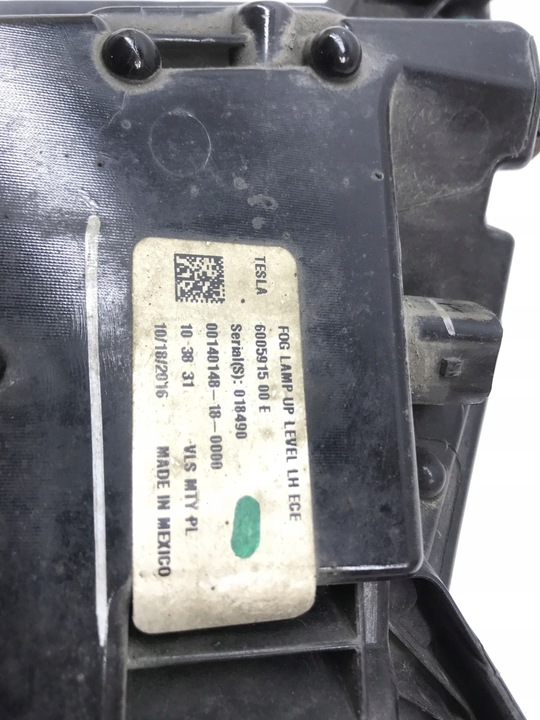 TESLA
FOG LAMP-UP LEVEL LH ECE
6005915 00 E
Serial(S): 018490
00140148-18-0000
10 38 31 VLS MTY PL
10/18/2016 MADE IN MEXICO